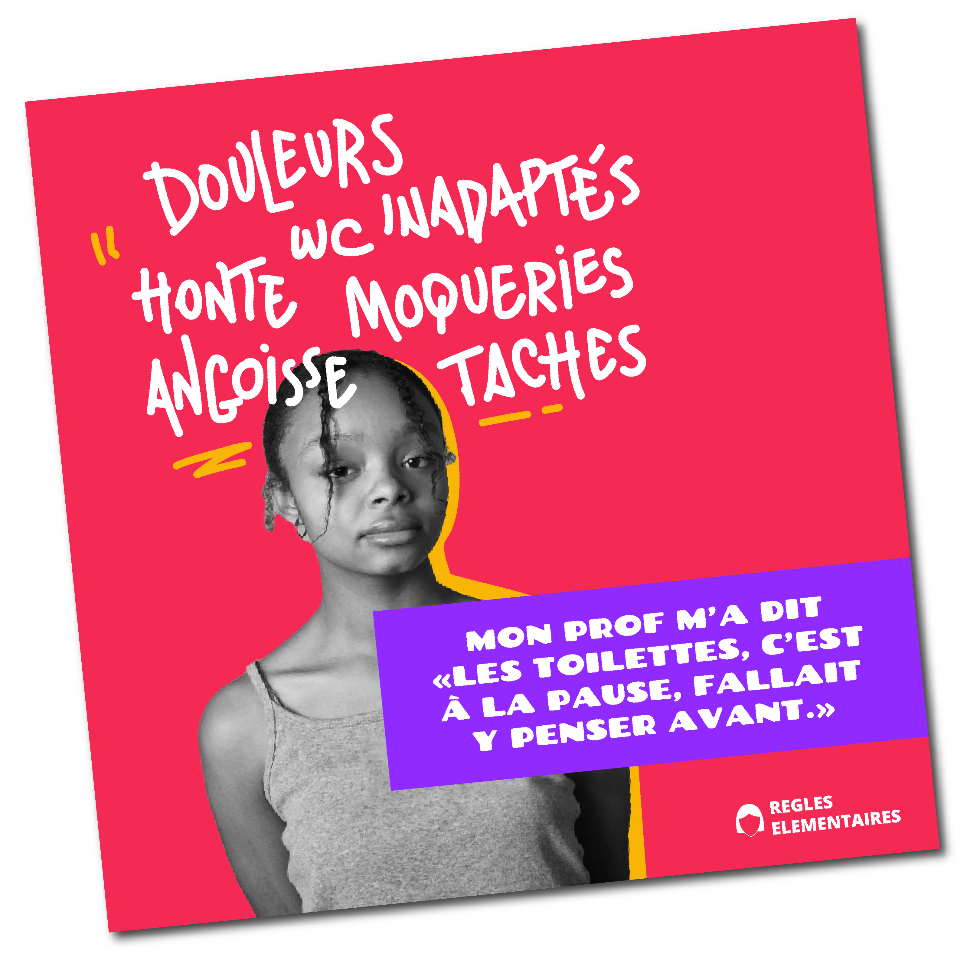 DOULEURS
WC INADAPTÉS
HONTE MOQUERIES
ANGOISSE TACHES
MON PROF M'A DIT
«LES TOILETTES, C'EST
À LA PAUSE, FALLAIT
Y PENSER AVANT.»
REGLES
ELEMENTAIRES